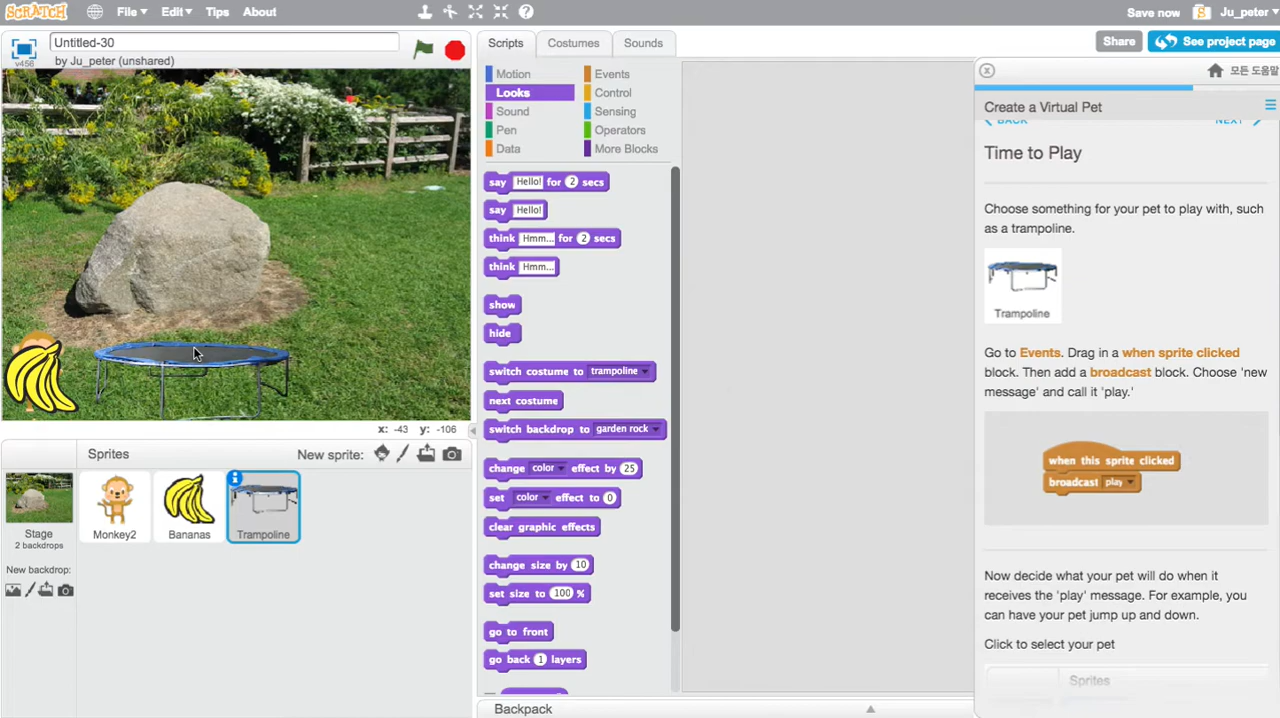 SCRATCH File Edit Tips About Save now S Ju_peter
v456 Untitled-30
by Ju_peter (unshared)
Scripts Costumes Sounds
Share See project page
모든 도움말
Motion Events
Looks Control
Sound Sensing
Pen Operators
Data More Blocks
say Hello! for 2 secs
say Hello!
think Hmm... for 2 secs
think Hmm...
show
hide
switch costume to trampoline
next costume
switch backdrop to garden rock
change color effect by 25
set color effect to 0
clear graphic effects
change size by 10
set size to 100 %
go to front
go back 1 layers
Backpack
x: -43 y: -106
Sprites New sprite:
Stage
2 backdrops
New backdrop:
Monkey2 Bananas Trampoline
Create a Virtual Pet
BACK NEXT
Time to Play
Choose something for your pet to play with, such
as a trampoline.
Trampoline
Go to Events. Drag in a when sprite clicked
block. Then add a broadcast block. Choose 'new
message' and call it 'play.'
when this sprite clicked
broadcast play
Now decide what your pet will do when it
receives the 'play' message. For example, you
can have your pet jump up and down.
Click to select your pet
Sprites